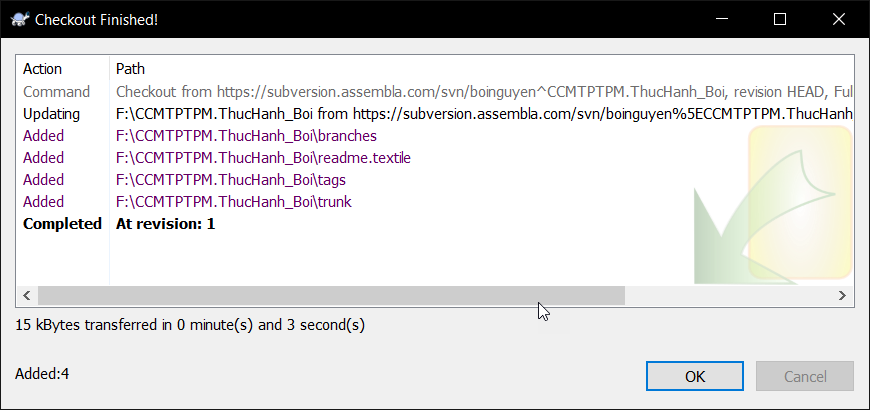 Checkout Finished!
Action Path
Command Checkout from https://subversion.assembla.com/svn/boinguyen^CCMTPTPM.ThucHanh_Boi, revision HEAD, Ful
Updating F:\CCMTPTPM.ThucHanh_Boi from https://subversion.assembla.com/svn/boinguyen%5ECCMTPTPM.ThucHanh
Added F:\CCMTPTPM.ThucHanh_Boi\branches
Added F:\CCMTPTPM.ThucHanh_Boi\readme.textile
Added F:\CCMTPTPM.ThucHanh_Boi\tags
Added F:\CCMTPTPM.ThucHanh_Boi\trunk
Completed At revision: 1
15 kBytes transferred in 0 minute(s) and 3 second(s)
Added:4
OK Cancel